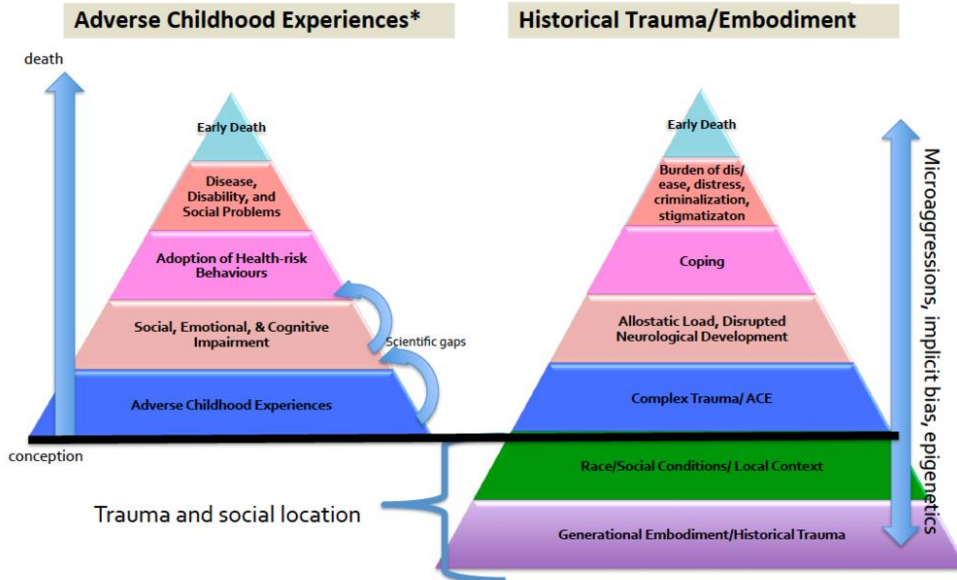 Adverse Childhood Experiences*
Historical Trauma/Embodiment
death
Early Death
Disease,
Disability, and
Social Problems
Adoption of Health-risk
Behaviours
Social, Emotional, & Cognitive
Impairment
Scientific gaps
Adverse Childhood Experiences
conception
Early Death
Burden of dis/
ease, distress,
criminalization,
stigmatizaton
Coping
Allostatic Load, Disrupted
Neurological Development
Complex Trauma/ ACE
Race/Social Conditions/ Local Context
Generational Embodiment/Historical Trauma
Trauma and social location
Microaggressions, implicit bias, epigenetics